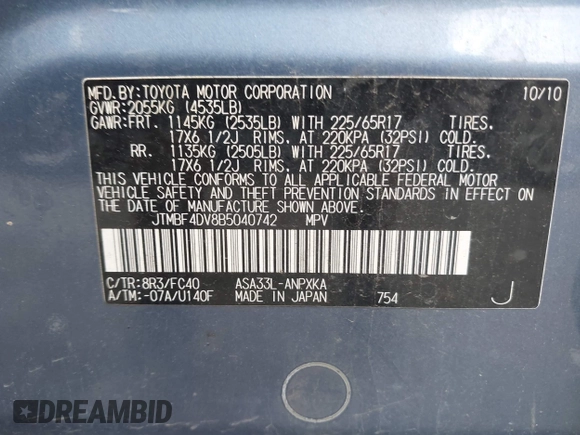 MFD.BY:TOYOTA MOTOR CORPORATION 10/10
GVWR:2055KG (4535LB)
GAWR:FRT. 1145KG (2535LB) WITH 225/65R17 TIRES,
17X6 1/2J RIMS, AT 220KPA (32PSI) COLD.
RR. 1135KG (2505LB) WITH 225/65R17 TIRES,
17X6 1/2J RIMS, AT 220KPA (32PSI) COLD.
THIS VEHICLE CONFORMS TO ALL APPLICABLE FEDERAL MOTOR
VEHICLE SAFETY AND THEFT PREVENTION STANDARDS IN EFFECT
ON THE DATE OF MANUFACTURE SHOWN ABOVE.
JTMBF4DV8B5040742 MPV
C/TR:8R3/FC40 ASA33L-ANPXKA
A/TM:-07A/U140F MADE IN JAPAN 754 J
DREAMBID